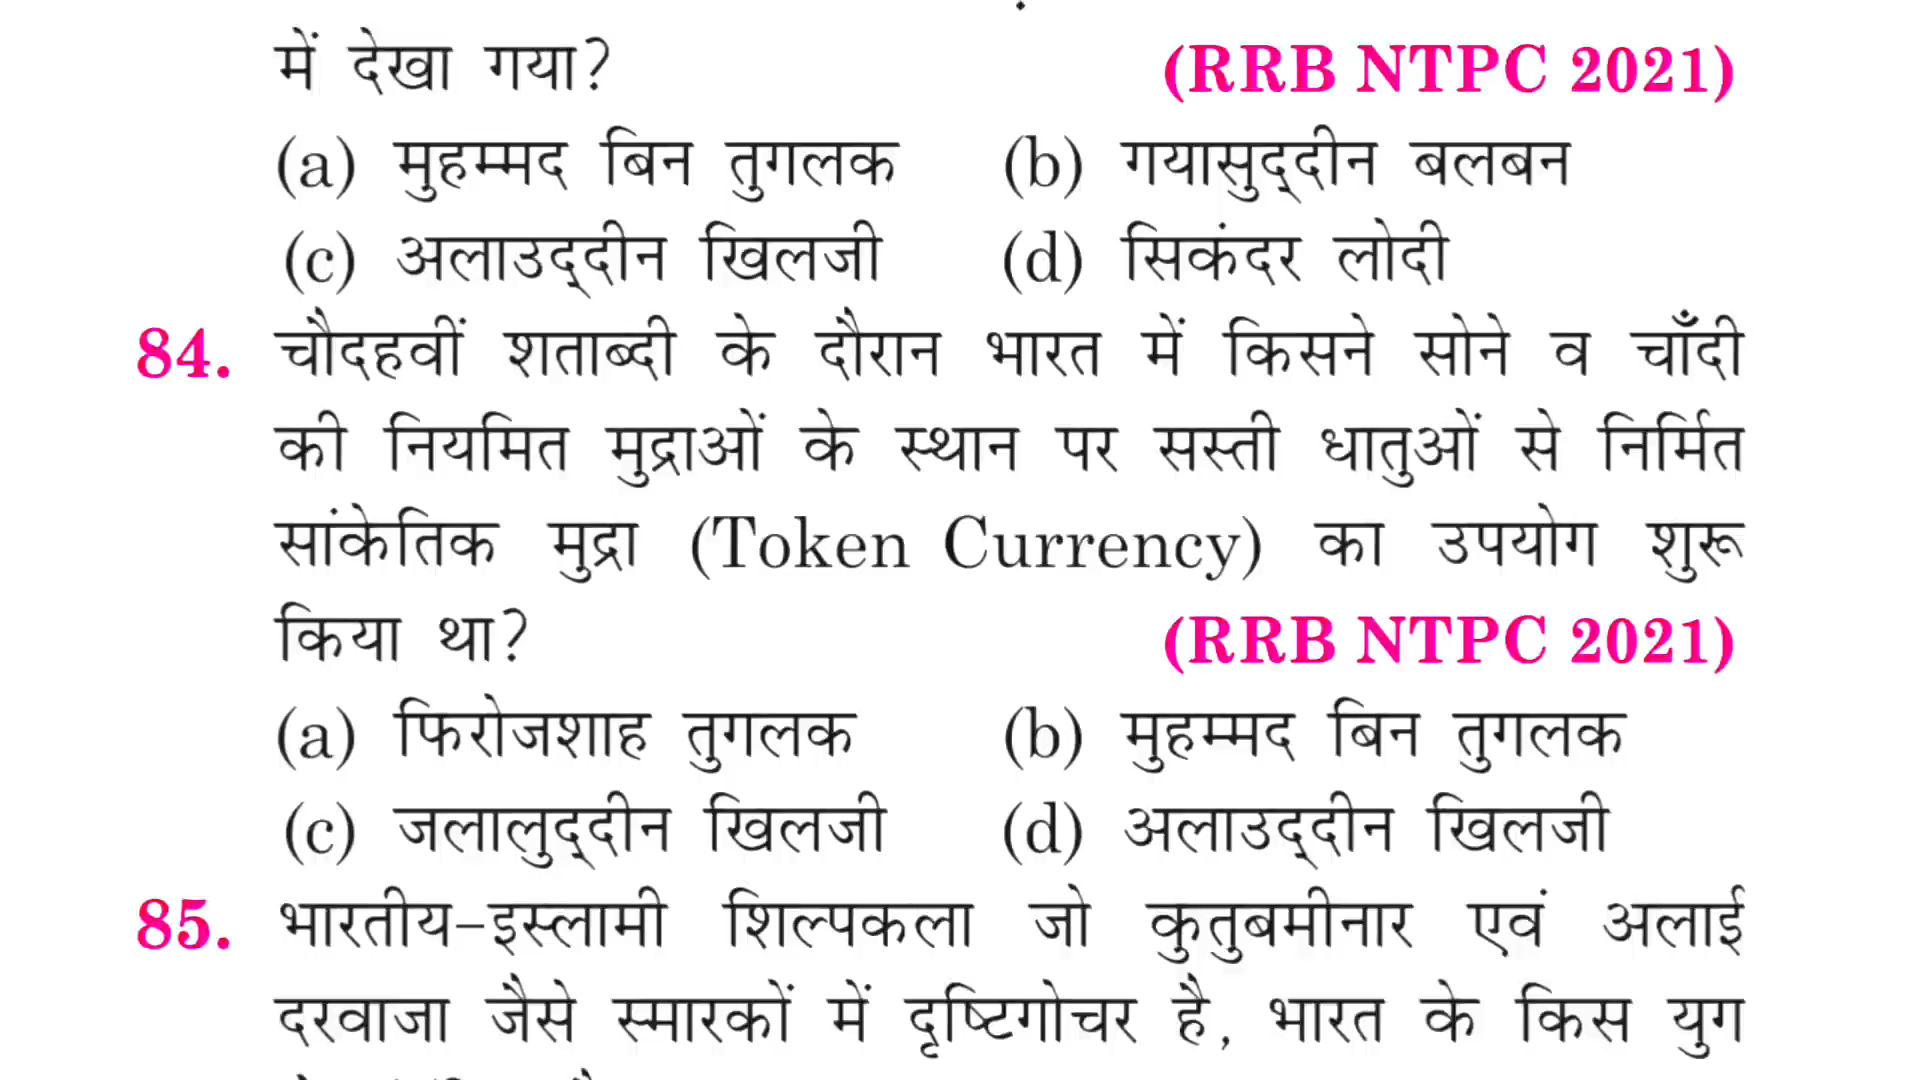 में देखा गया? (RRB NTPC 2021)
(a) मुहम्मद बिन तुगलक (b) गयासुद्दीन बलबन
(c) अलाउद्दीन खिलजी (d) सिकंदर लोदी
84. चौदहवीं शताब्दी के दौरान भारत में किसने सोने व चाँदी
की नियमित मुद्राओं के स्थान पर सस्ती धातुओं से निर्मित
सांकेतिक मुद्रा (Token Currency) का उपयोग शुरू
किया था? (RRB NTPC 2021)
(a) फिरोजशाह तुगलक (b) मुहम्मद बिन तुगलक
(c) जलालुद्दीन खिलजी (d) अलाउद्दीन खिलजी
85. भारतीय-इस्लामी शिल्पकला जो कुतुबमीनार एवं अलाई
दरवाजा जैसे स्मारकों में दृष्टिगोचर है, भारत के किस युग